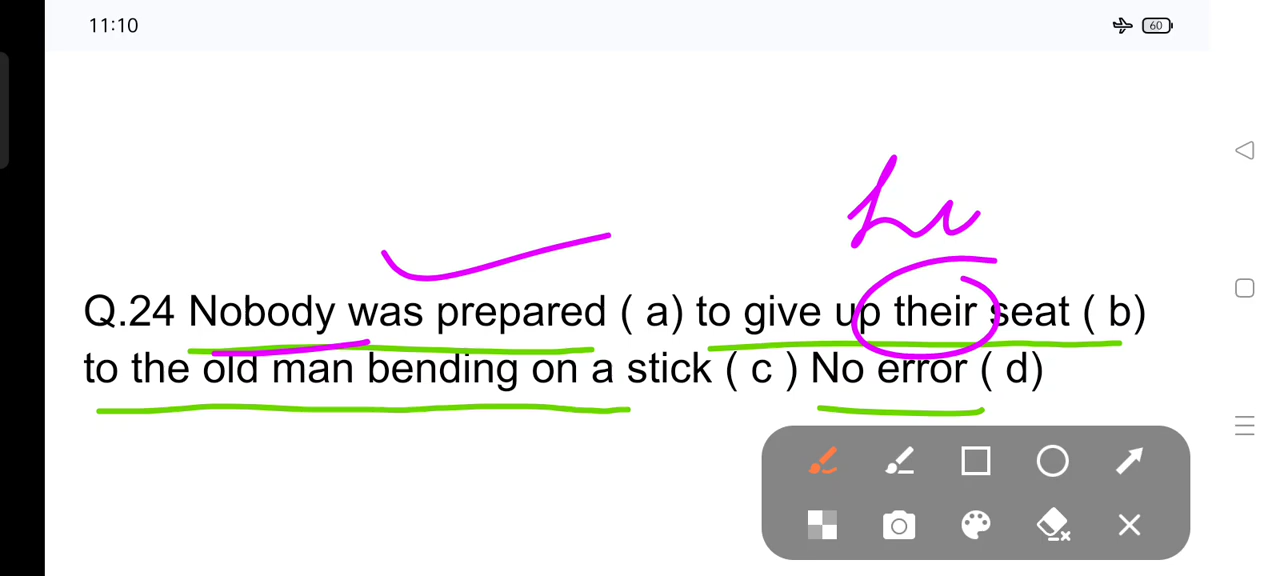 11:10
60
hi
Q.24 Nobody was prepared ( a) to give up their seat ( b)
to the old man bending on a stick ( c ) No error ( d)